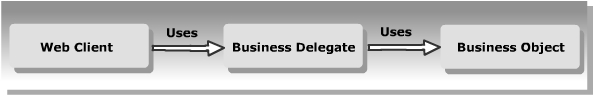 Uses
Uses
Web Client
Business Delegate
Business Object